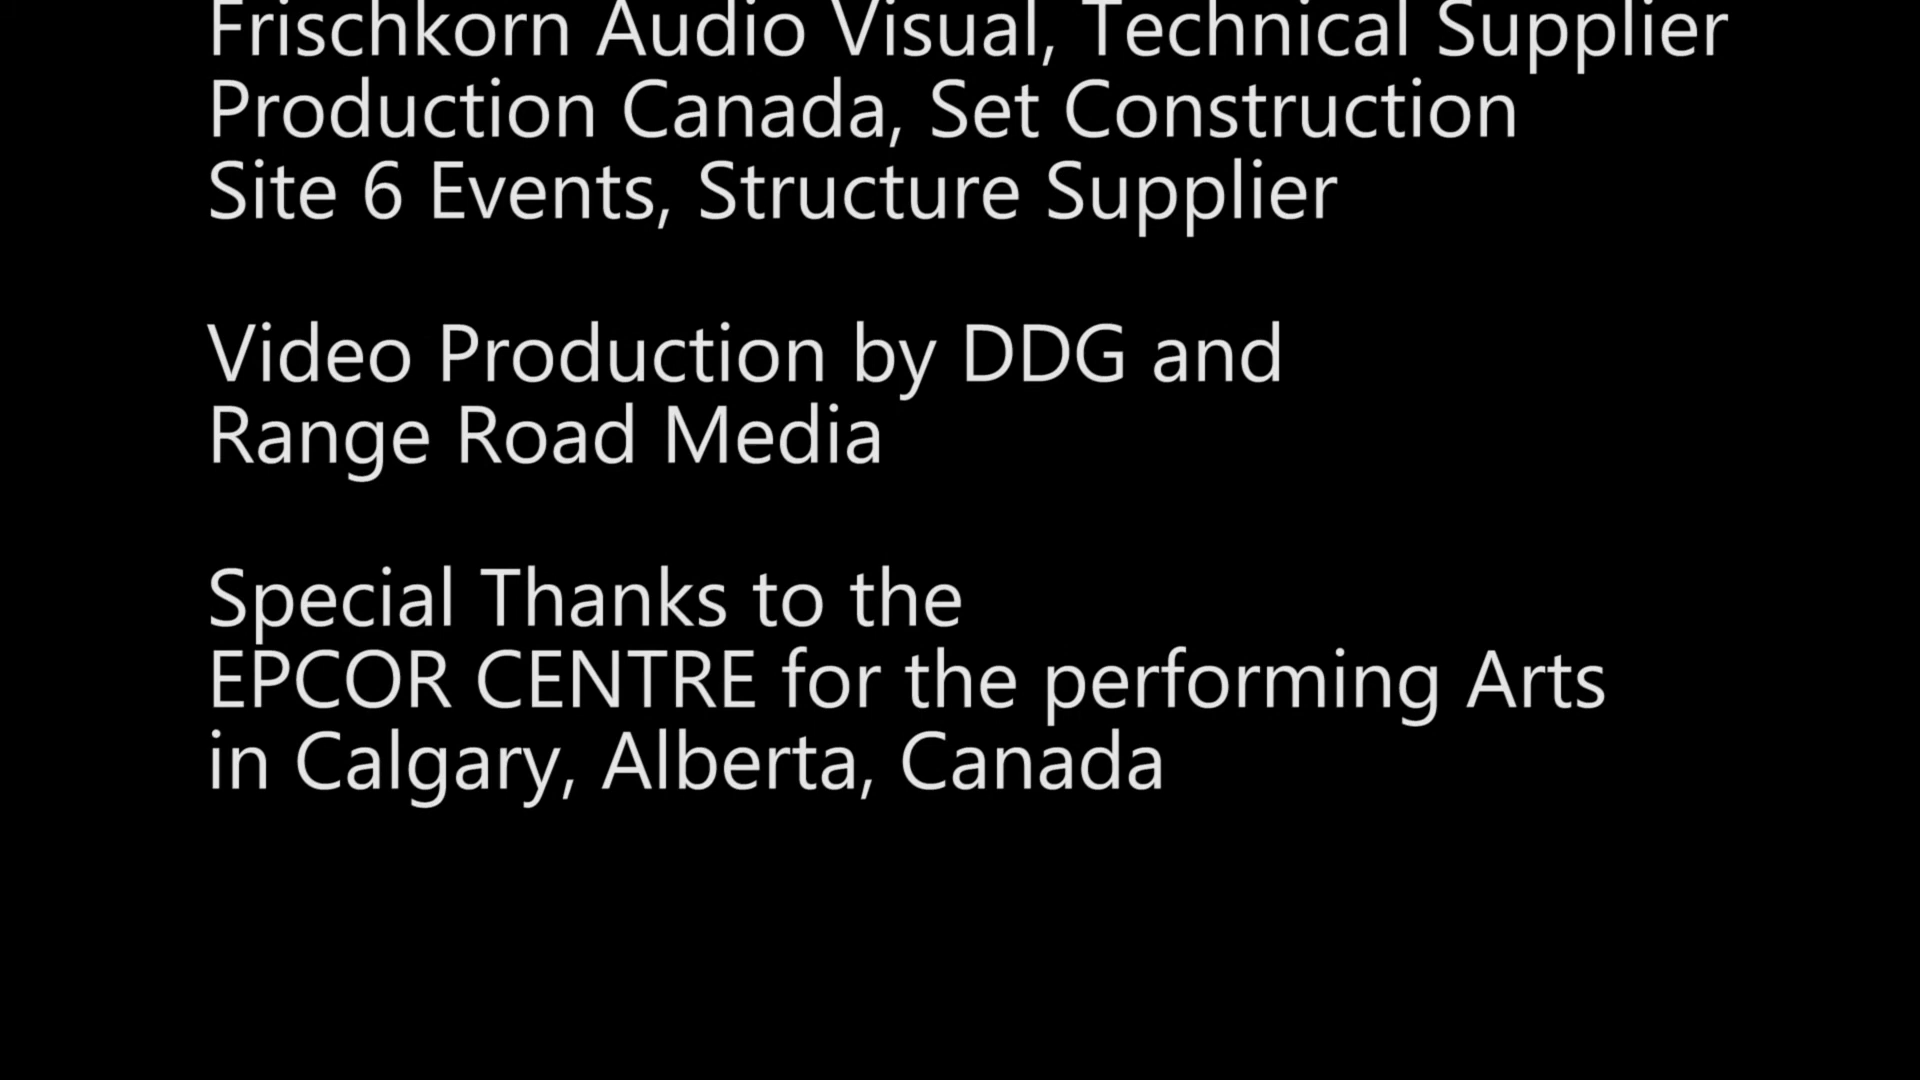 Frischkorn Audio Visual, Technical Supplier
Production Canada, Set Construction
Site 6 Events, Structure Supplier
Video Production by DDG and
Range Road Media
Special Thanks to the
EPCOR CENTRE for the performing Arts
in Calgary, Alberta, Canada